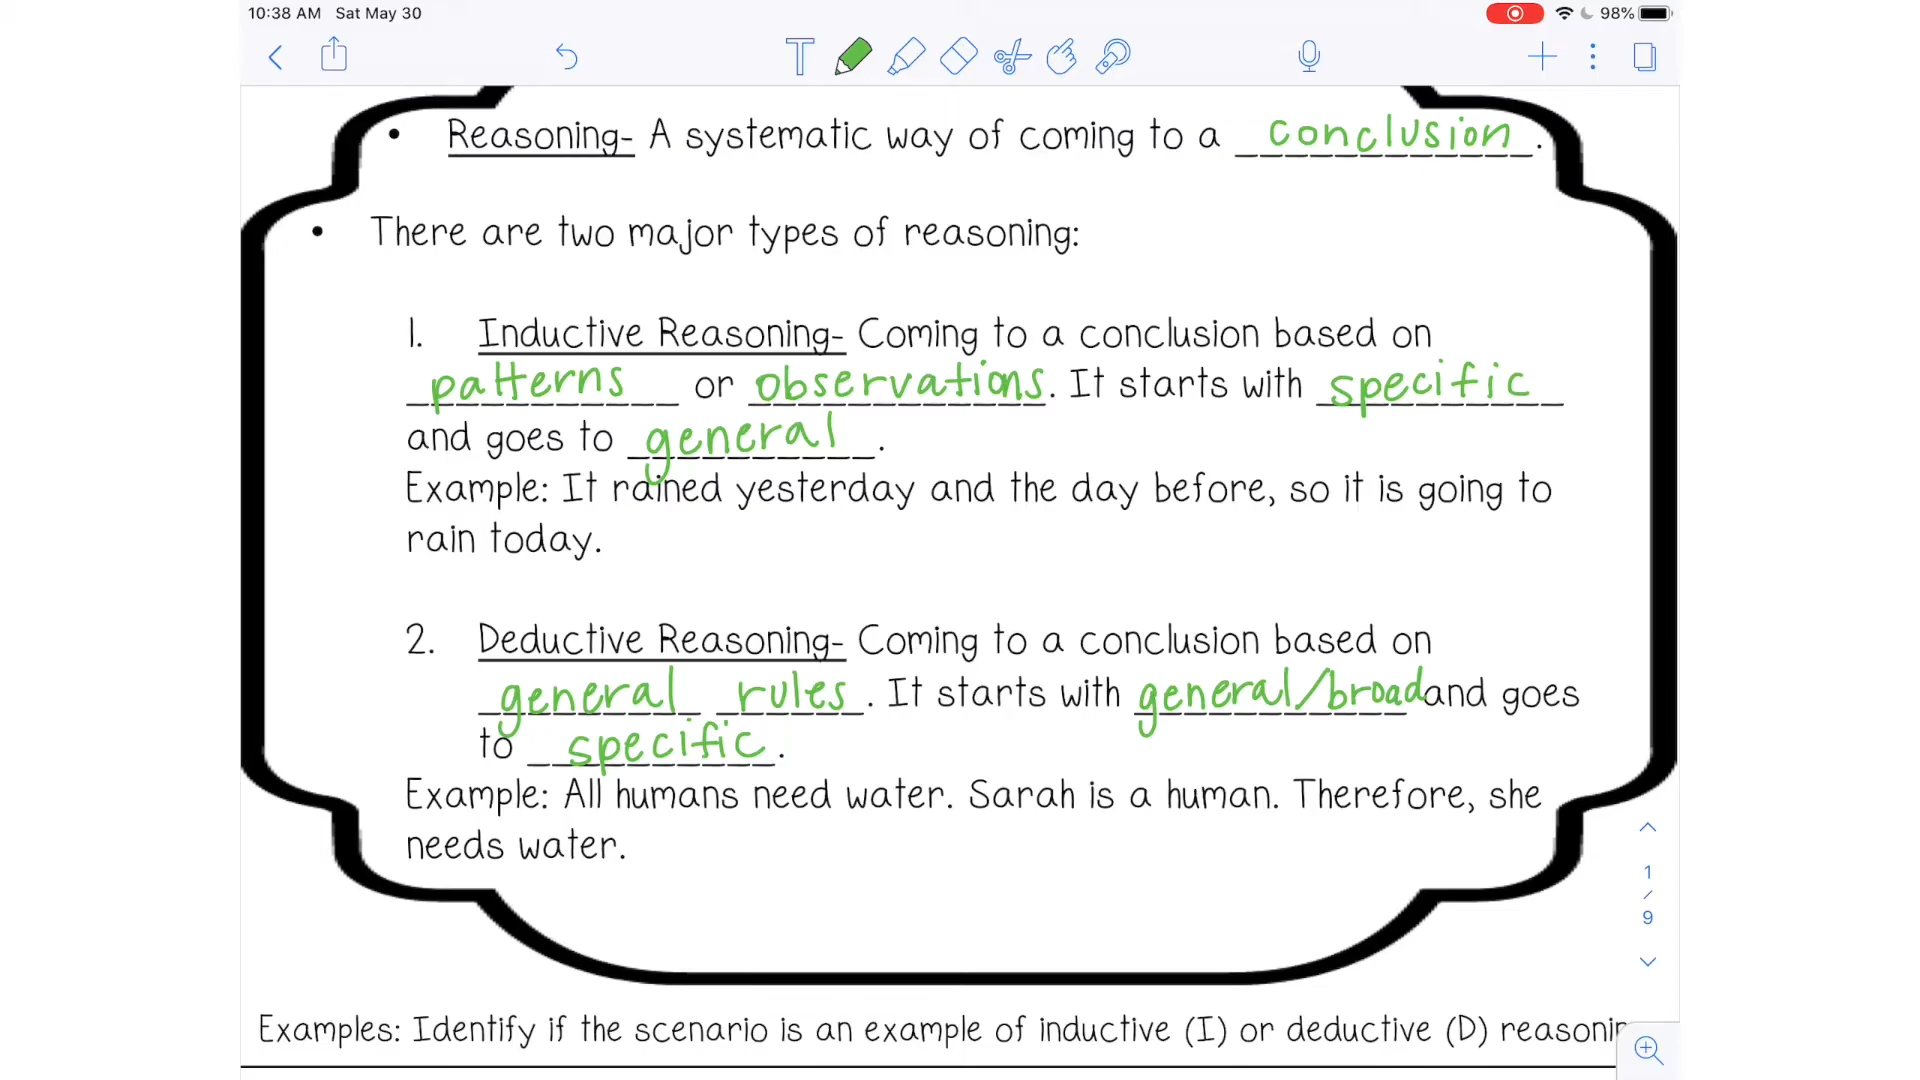 10:38 AM Sat May 30
98%
• Reasoning- A systematic way of coming to a conclusion.
• There are two major types of reasoning:
1. Inductive Reasoning- Coming to a conclusion based on
patterns or observations. It starts with specific
and goes to general.
Example: It rained yesterday and the day before, so it is going to
rain today.
2. Deductive Reasoning- Coming to a conclusion based on
general rules. It starts with general/broad and goes
to specific.
Example: All humans need water. Sarah is a human. Therefore, she
needs water.
1
/
9
Examples: Identify if the scenario is an example of inductive (I) or deductive (D)